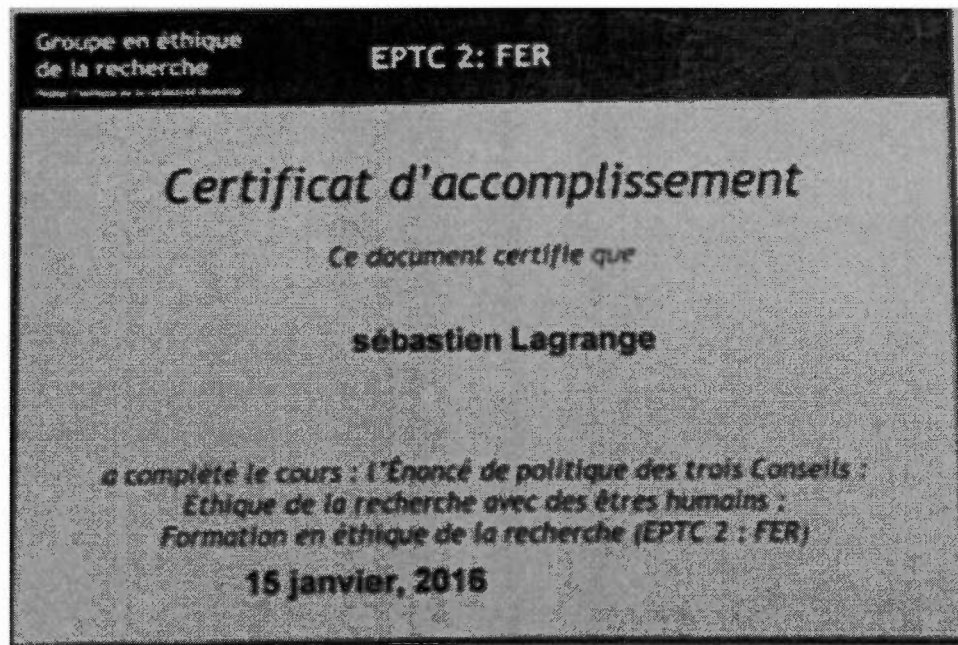 Groupe en éthique
de la recherche
EPTC 2: FER
Certificat d'accomplissement
Ce document certifie que
sébastien Lagrange
a complété le cours : l'Énoncé de politique des trois Conseils :
Éthique de la recherche avec des êtres humains :
Formation en éthique de la recherche (EPTC 2 : FER)
15 janvier, 2016